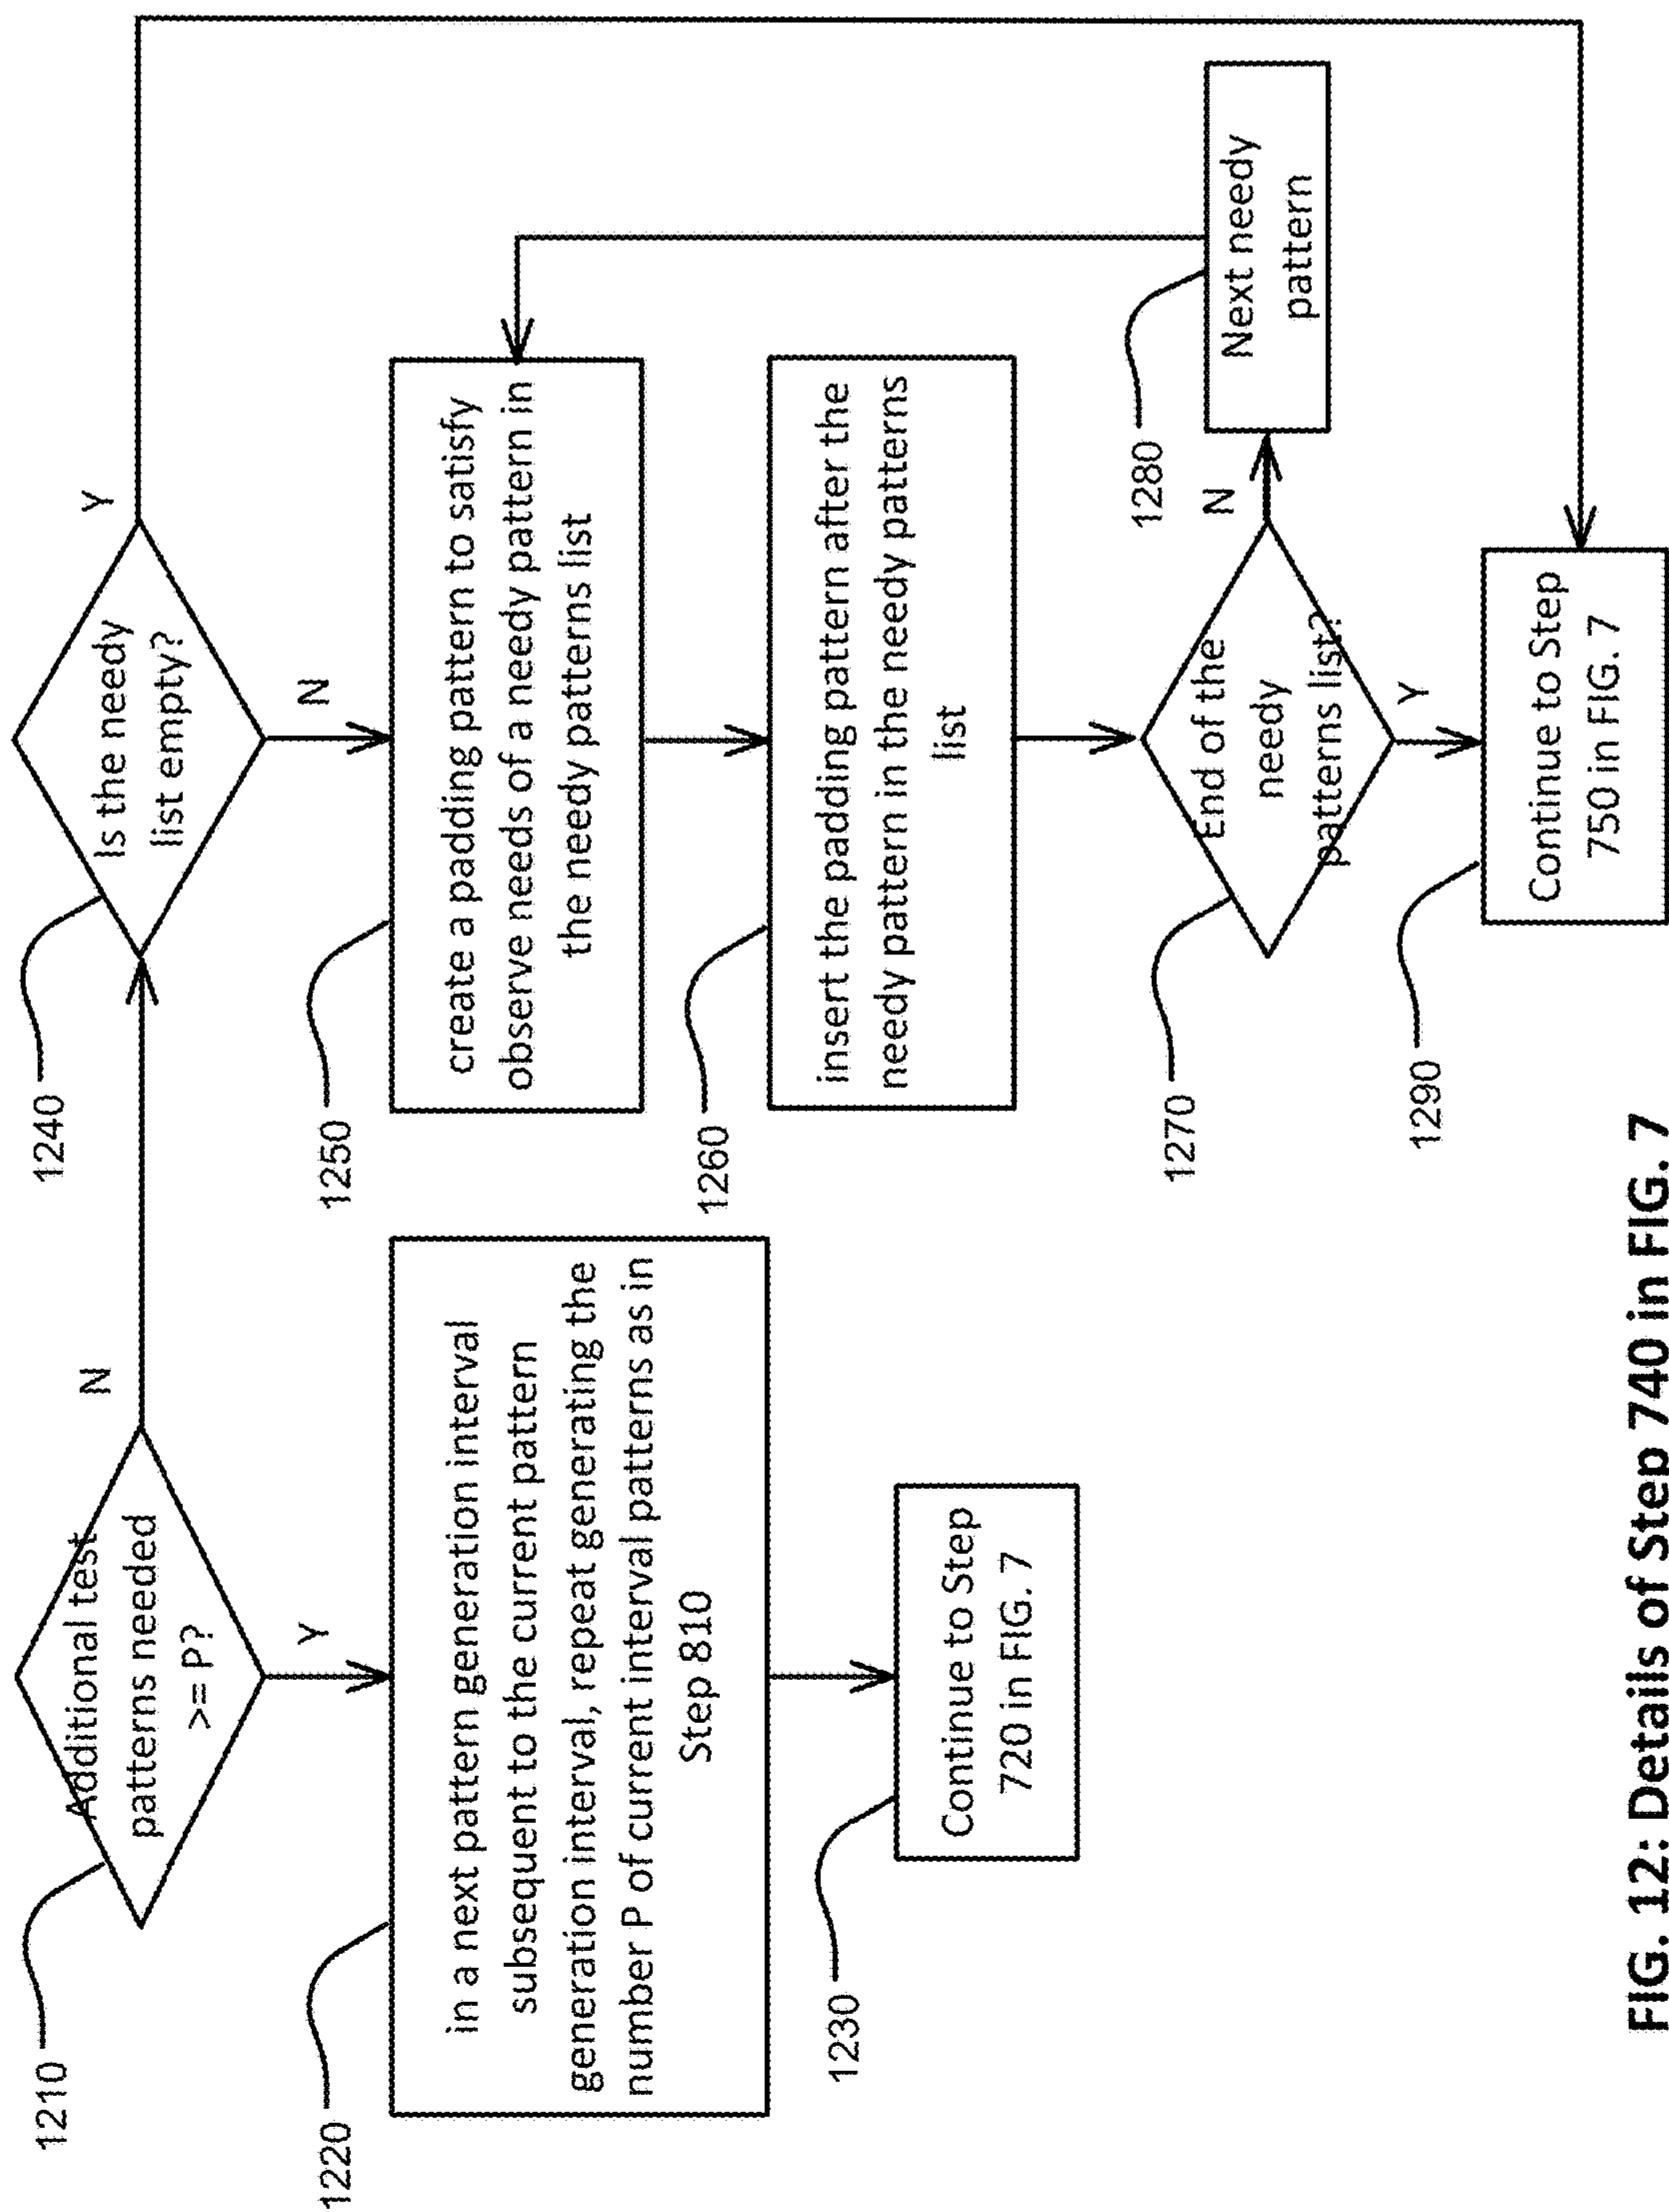 1210
Additional test
patterns needed
>= P?
N
Y
1220
in a next pattern generation interval
subsequent to the current pattern
generation interval, repeat generating the
number P of current interval patterns as in
Step 810
1230
Continue to Step
720 in FIG. 7
1240
Is the needy
list empty?
Y
N
1250
create a padding pattern to satisfy
observe needs of a needy pattern in
the needy patterns list
1260
insert the padding pattern after the
needy pattern in the needy patterns
list
1270
End of the
needy
patterns list?
N
Y
1280
Next needy
pattern
1290
Continue to Step
750 in FIG. 7
FIG. 12: Details of Step 740 in FIG. 7